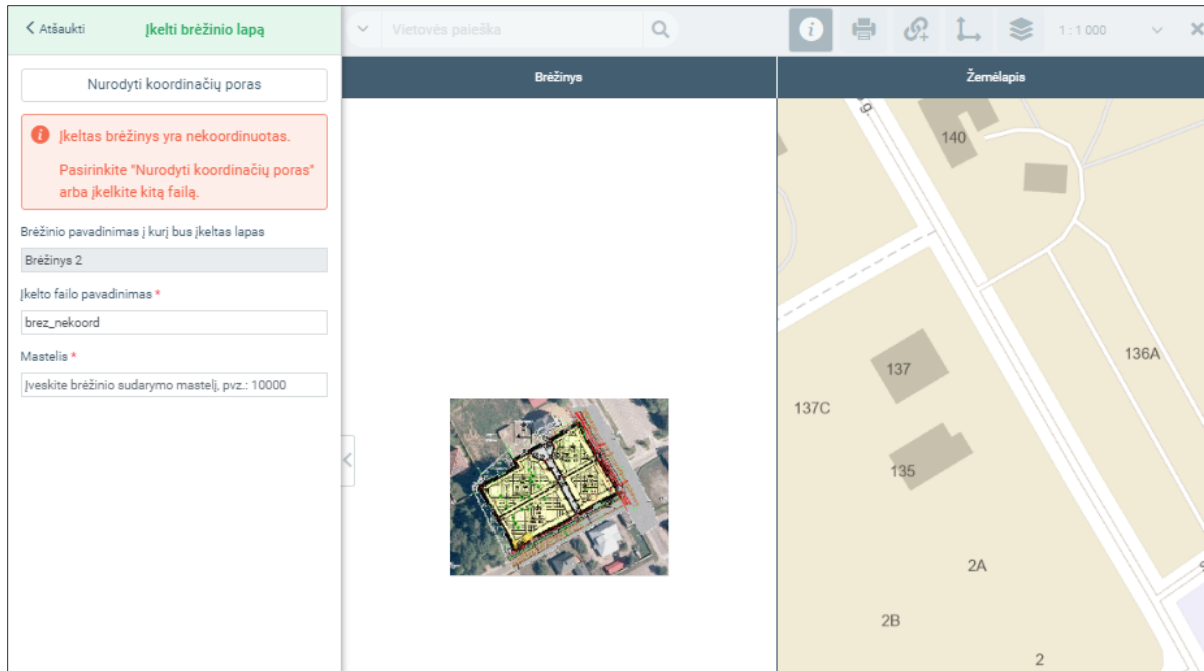 Atšaukti
Įkelti brėžinio lapą
Vietovės paieška
1 : 1 000
Nurodyti koordinačių poras
Brėžinys
Žemėlapis
Įkeltas brėžinys yra nekoordinuotas.
Pasirinkite "Nurodyti koordinačių poras"
arba įkelkite kitą failą.
Brėžinio pavadinimas į kurį bus įkeltas lapas
Brėžinys 2
Įkelto failo pavadinimas *
brez_nekoord
Mastelis *
Įveskite brėžinio sudarymo mastelį, pvz.: 10000
g.
140
137
136A
137C
135
2A
2B
2